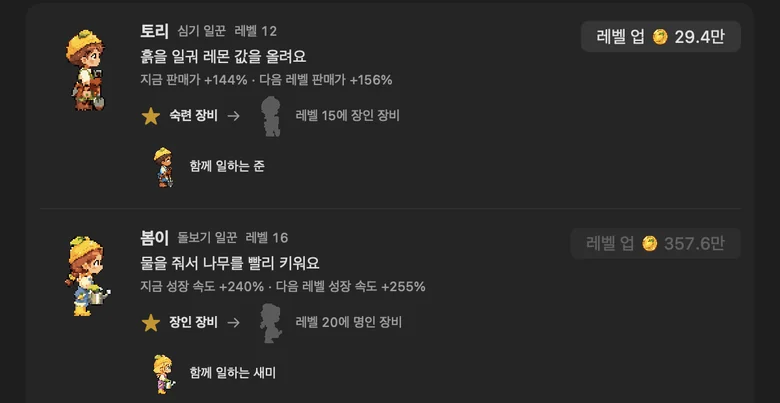 토리 심기 일꾼 레벨 12
레벨 업 29.4만
흙을 일궈 레몬 값을 올려요
지금 판매가 +144% · 다음 레벨 판매가 +156%
숙련 장비 → 레벨 15에 장인 장비
함께 일하는 준
봄이 돌보기 일꾼 레벨 16
레벨 업 357.6만
물을 줘서 나무를 빨리 키워요
지금 성장 속도 +240% · 다음 레벨 성장 속도 +255%
장인 장비 → 레벨 20에 명인 장비
함께 일하는 새미